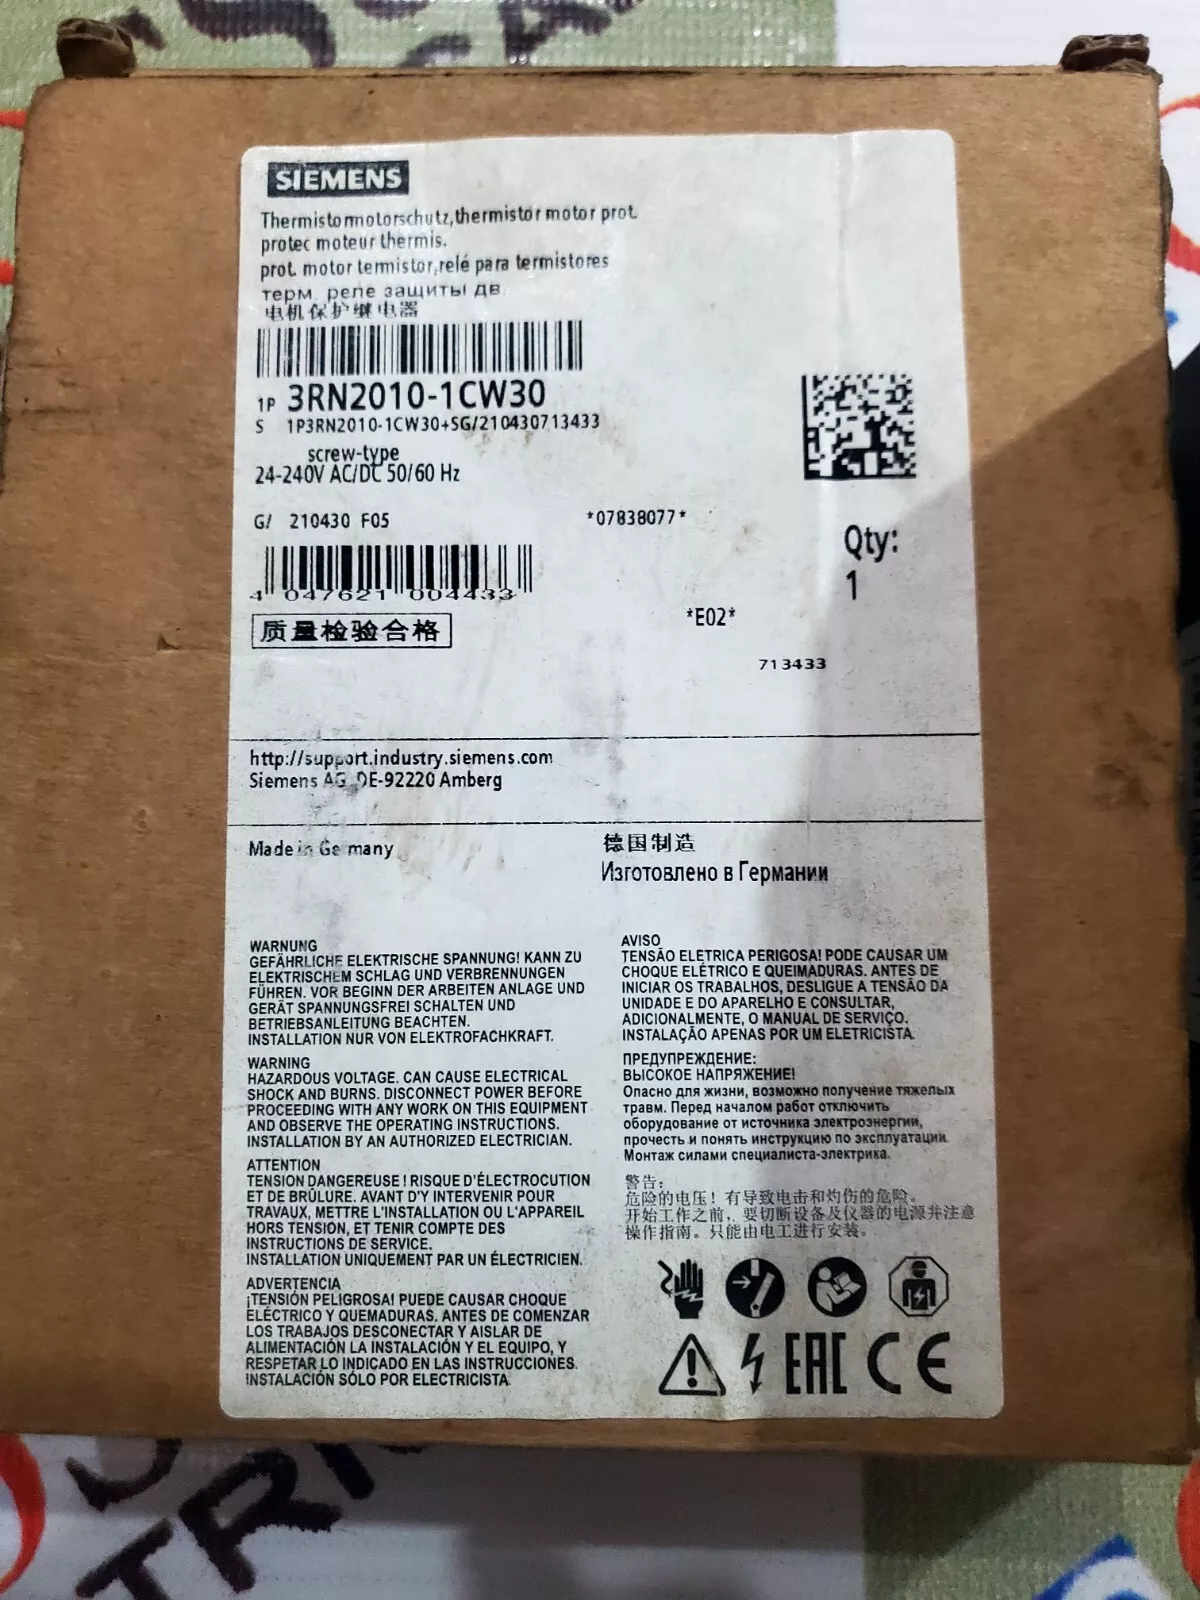 SIEMENS
Thermistormotorschutz,thermistor motor prot.
protec moteur thermis.
prot. motor termistor,relé para termistores
терм. реле защиты дв.
电机保护继电器
1P 3RN2010-1CW30
S 1P3RN2010-1CW30+SG/210430713433
screw-type
24-240V AC/DC 50/60 Hz
G/ 210430 F05
*07838077*
Qty:
1
4 047621 004433
*E02*
质量检验合格
713433
http://support.industry.siemens.com
Siemens AG, DE-92220 Amberg
Made in Germany
德国制造
Изготовлено в Германии
WARNUNG
GEFÄHRLICHE ELEKTRISCHE SPANNUNG! KANN ZU
ELEKTRISCHEM SCHLAG UND VERBRENNUNGEN
FÜHREN. VOR BEGINN DER ARBEITEN ANLAGE UND
GERÄT SPANNUNGSFREI SCHALTEN UND
BETRIEBSANLEITUNG BEACHTEN.
INSTALLATION NUR VON ELEKTROFACHKRAFT.
WARNING
HAZARDOUS VOLTAGE. CAN CAUSE ELECTRICAL
SHOCK AND BURNS. DISCONNECT POWER BEFORE
PROCEEDING WITH ANY WORK ON THIS EQUIPMENT
AND OBSERVE THE OPERATING INSTRUCTIONS.
INSTALLATION BY AN AUTHORIZED ELECTRICIAN.
ATTENTION
TENSION DANGEREUSE ! RISQUE D'ÉLECTROCUTION
ET DE BRÛLURE. AVANT D'Y INTERVENIR POUR
TRAVAUX, METTRE L'INSTALLATION OU L'APPAREIL
HORS TENSION, ET TENIR COMPTE DES
INSTRUCTIONS DE SERVICE.
INSTALLATION UNIQUEMENT PAR UN ÉLECTRICIEN.
ADVERTENCIA
¡TENSIÓN PELIGROSA! PUEDE CAUSAR CHOQUE
ELÉCTRICO Y QUEMADURAS. ANTES DE COMENZAR
LOS TRABAJOS DESCONECTAR Y AISLAR DE
ALIMENTACIÓN LA INSTALACIÓN Y EL EQUIPO, Y
RESPETAR LO INDICADO EN LAS INSTRUCCIONES.
INSTALACIÓN SÓLO POR ELECTRICISTA
AVISO
TENSÃO ELETRICA PERIGOSA! PODE CAUSAR UM
CHOQUE ELÉTRICO E QUEIMADURAS. ANTES DE
INICIAR OS TRABALHOS, DESLIGUE A TENSÃO DA
UNIDADE E DO APARELHO E CONSULTAR,
ADICIONALMENTE, O MANUAL DE SERVIÇO.
INSTALAÇÃO APENAS POR UM ELETRICISTA.
ПРЕДУПРЕЖДЕНИЕ:
ВЫСОКОЕ НАПРЯЖЕНИЕ!
Опасно для жизни, возможно получение тяжелых
травм. Перед началом работ отключить
оборудование от источника электроэнергии,
прочесть и понять инструкцию по эксплуатации.
Монтаж силами специалиста-электрика.
警告:
危险的电压! 有导致电击和灼伤的危险。
开始工作之前, 要切断设备及仪器的电源并注意
操作指南。只能由电工进行安装。
EAC CE